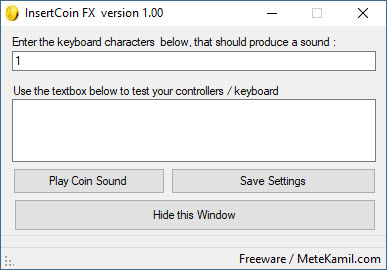 InsertCoin FX version 1.00
Enter the keyboard characters below, that should produce a sound :
1
Use the textbox below to test your controllers / keyboard
Play Coin Sound
Save Settings
Hide this Window
Freeware / MeteKamil.com